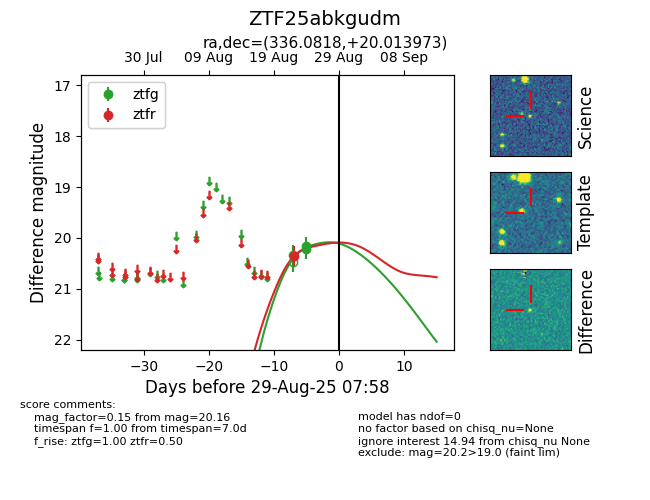 ZTF25abkgudm
ra,dec=(336.0818,+20.013973)
30 Jul 09 Aug 19 Aug 29 Aug 08 Sep
ztfg
ztfr
17
18
19
20
21
22
Difference magnitude
−30 −20 −10 0 10
Days before 29-Aug-25 07:58
Science
Template
Difference
score comments:
mag_factor=0.15 from mag=20.16
timespan f=1.00 from timespan=7.0d
f_rise: ztfg=1.00 ztfr=0.50
model has ndof=0
no factor based on chisq_nu=None
ignore interest 14.94 from chisq_nu None
exclude: mag=20.2>19.0 (faint lim)